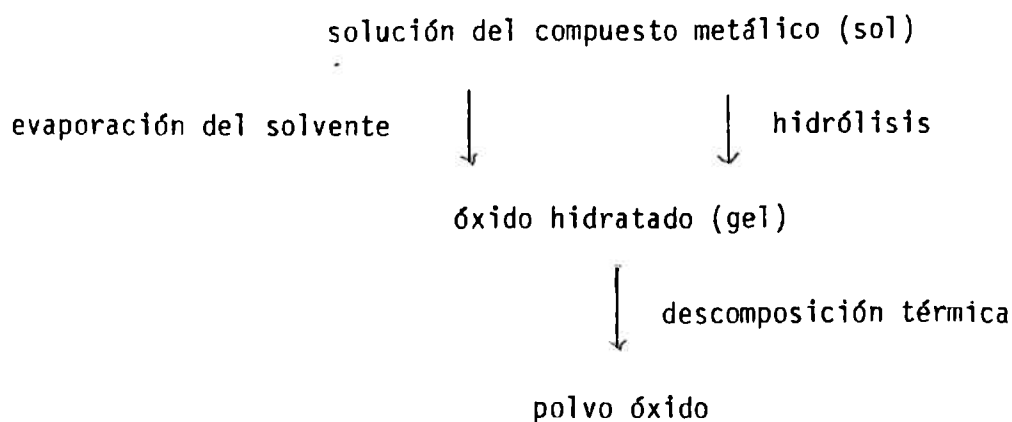 solución del compuesto metálico (sol)
evaporación del solvente
hidrólisis
óxido hidratado (gel)
descomposición térmica
polvo óxido